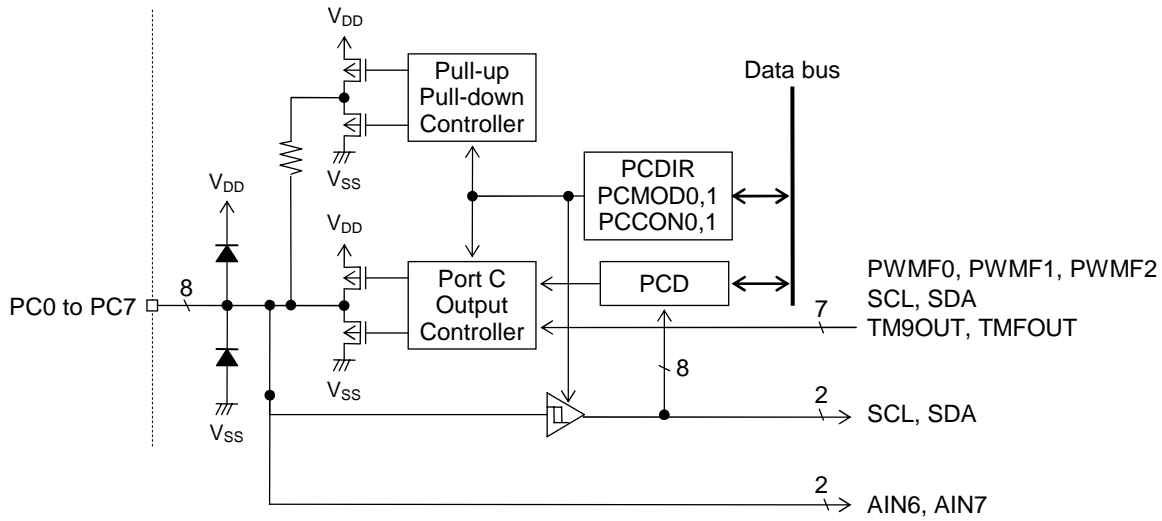 VDD
Pull-up
Pull-down
Controller
Data bus
VSS
PCDIR
PCMOD0,1
PCCON0,1
VDD
VDD
Port C
Output
Controller
PCD
PWMF0, PWMF1, PWMF2
SCL, SDA
TM9OUT, TMFOUT
7
PC0 to PC7
8
VSS
VSS
8
2
SCL, SDA
2
AIN6, AIN7